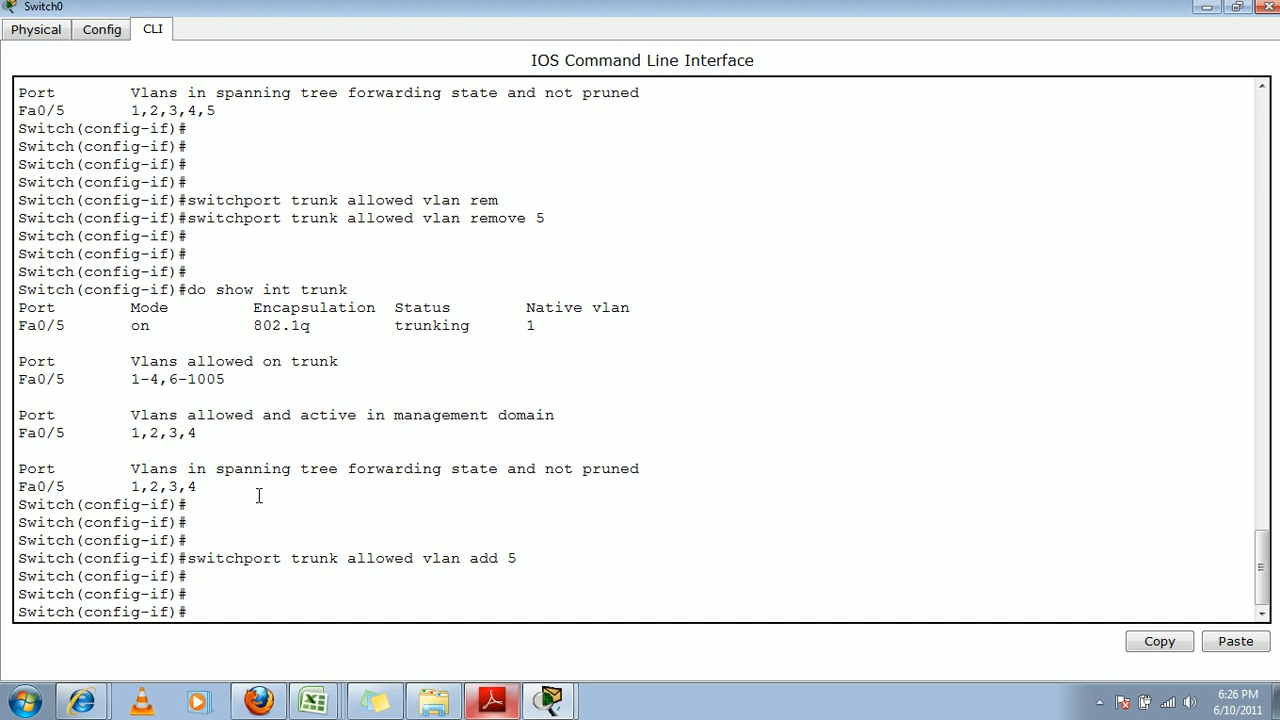 Switch0
Physical Config CLI
IOS Command Line Interface
Port Vlans in spanning tree forwarding state and not pruned
Fa0/5 1,2,3,4,5
Switch(config-if)#
Switch(config-if)#
Switch(config-if)#
Switch(config-if)#
Switch(config-if)#switchport trunk allowed vlan rem
Switch(config-if)#switchport trunk allowed vlan remove 5
Switch(config-if)#
Switch(config-if)#
Switch(config-if)#
Switch(config-if)#do show int trunk
Port Mode Encapsulation Status Native vlan
Fa0/5 on 802.1q trunking 1
Port Vlans allowed on trunk
Fa0/5 1-4,6-1005
Port Vlans allowed and active in management domain
Fa0/5 1,2,3,4
Port Vlans in spanning tree forwarding state and not pruned
Fa0/5 1,2,3,4
Switch(config-if)#
Switch(config-if)#
Switch(config-if)#
Switch(config-if)#switchport trunk allowed vlan add 5
Switch(config-if)#
Switch(config-if)#
Switch(config-if)#
Copy Paste
6:26 PM
6/10/2011